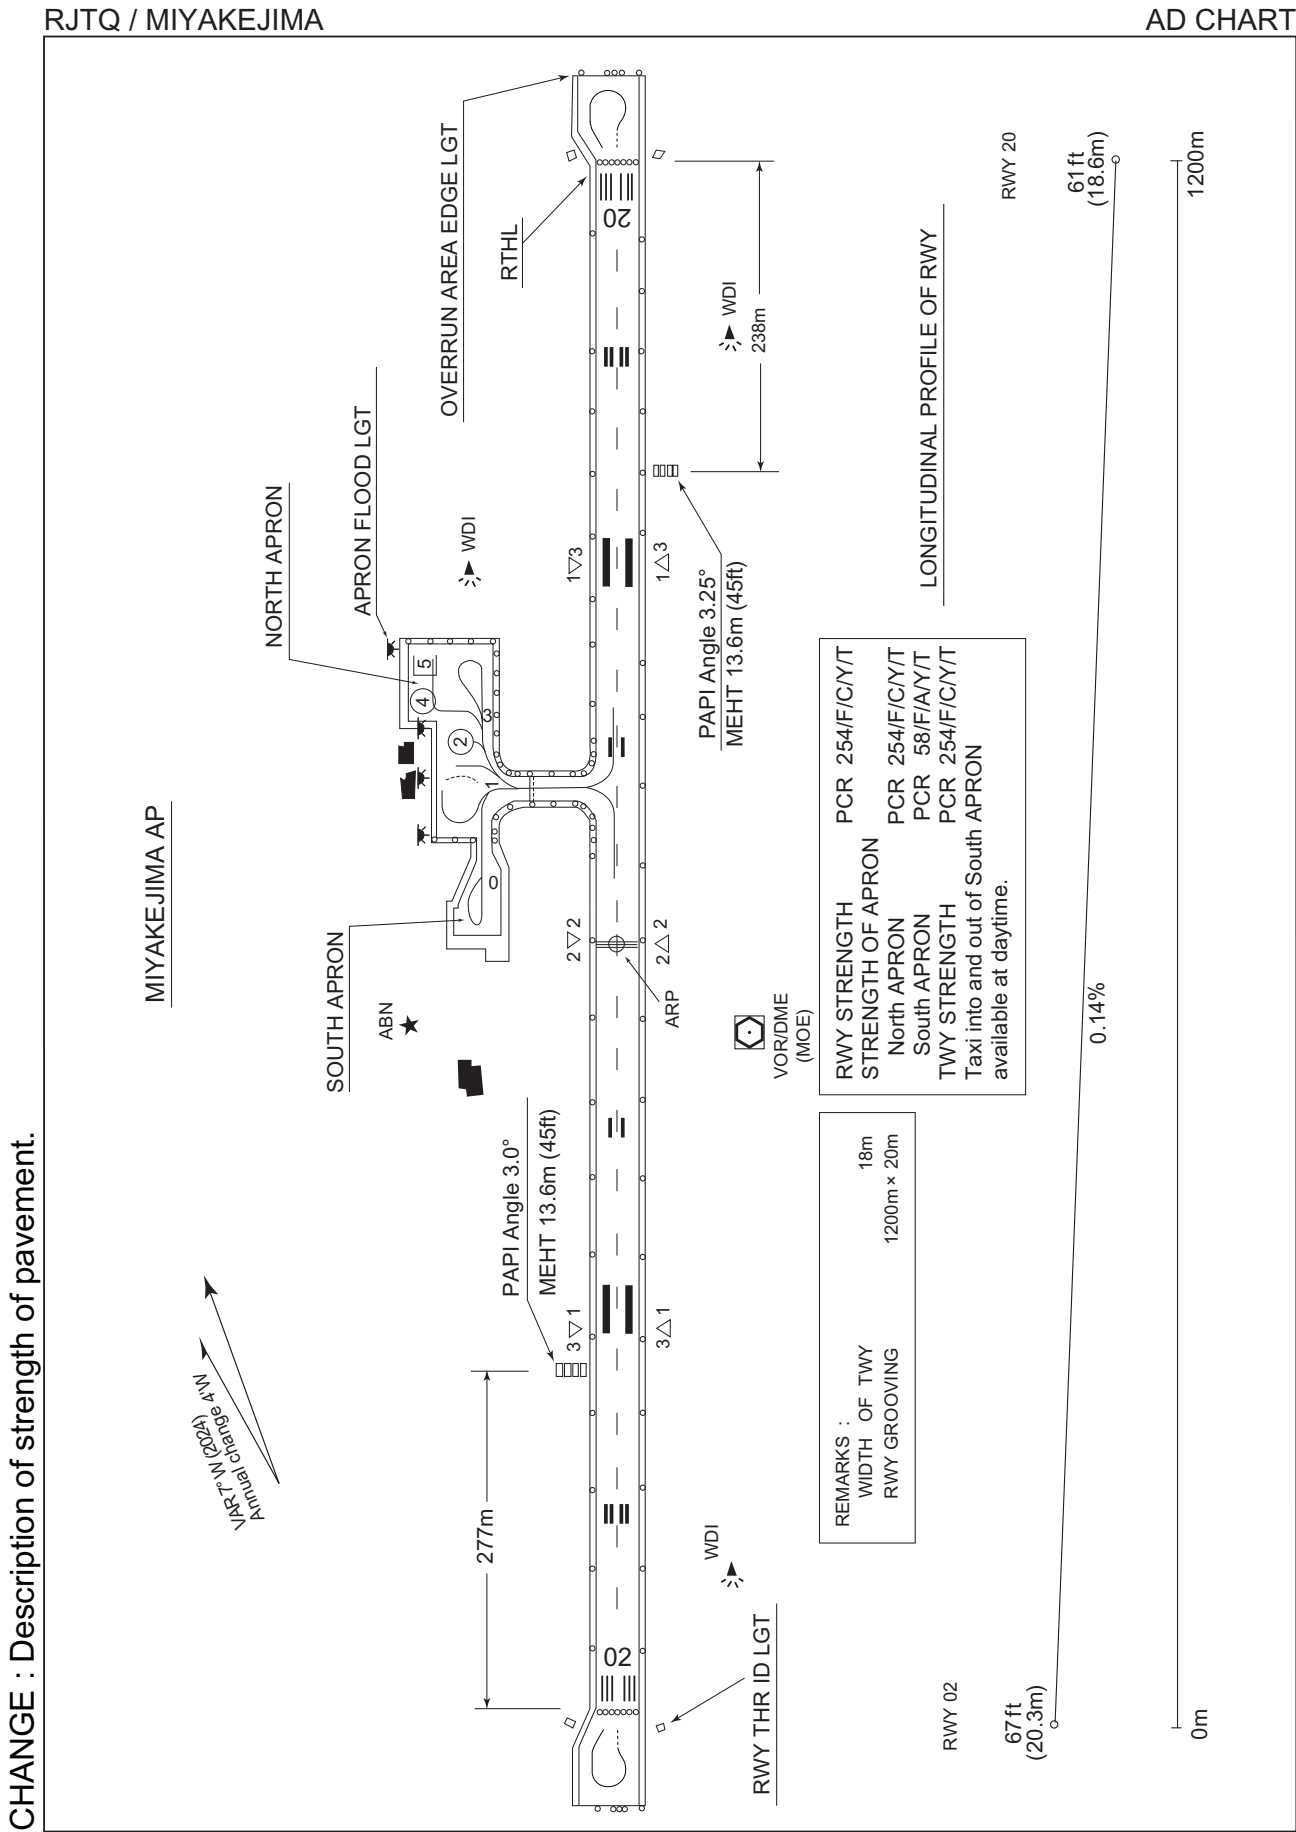 RJTQ / MIYAKEJIMA
AD CHART
CHANGE : Description of strength of pavement.
MIYAKEJIMA AP
VAR 7°W (2024)
Annual change 4'W
NORTH APRON
APRON FLOOD LGT
OVERRUN AREA EDGE LGT
RTHL
SOUTH APRON
ABN
WDI
5
4
3
2
1
0
277m
PAPI Angle 3.0°
MEHT 13.6m (45ft)
3 1
2 2
1 3
02
20
3 1
2 2
1 3
ARP
RWY THR ID LGT
WDI
WDI
238m
PAPI Angle 3.25°
MEHT 13.6m (45ft)
VOR/DME
(MOE)
REMARKS :
WIDTH OF TWY 18m
RWY GROOVING 1200m × 20m
RWY STRENGTH PCR 254/F/C/Y/T
STRENGTH OF APRON
North APRON PCR 254/F/C/Y/T
South APRON PCR 58/F/A/Y/T
TWY STRENGTH PCR 254/F/C/Y/T
Taxi into and out of South APRON
available at daytime.
LONGITUDINAL PROFILE OF RWY
RWY 02
67ft
(20.3m)
0.14%
RWY 20
61ft
(18.6m)
0m
1200m